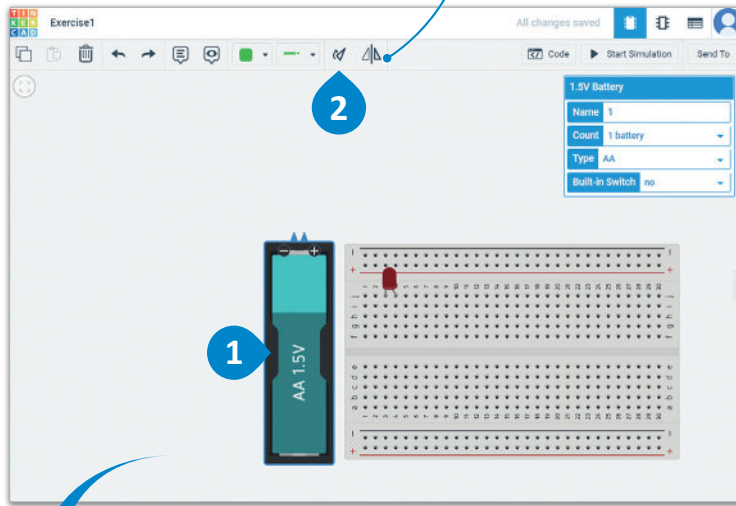 TIN
KER
CAD
Exercise1
All changes saved
Code
Start Simulation
Send To
2
1.5V Battery
Name 1
Count 1 battery
Type AA
Built-in Switch no
1
AA 1.5V